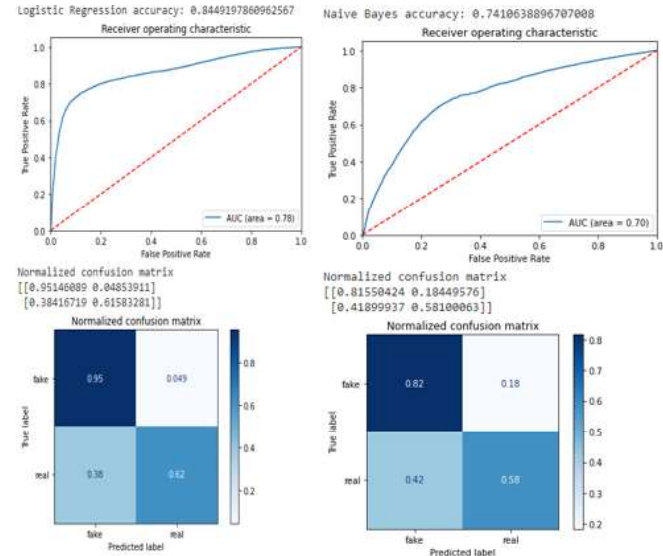 Logistic Regression accuracy: 0.8449197860962567
Receiver operating characteristic
1.0
0.8
0.6
0.4
0.2
0.0
True Positive Rate
AUC (area = 0.78)
0.0 0.2 0.4 0.6 0.8 1.0
False Positive Rate
Normalized confusion matrix
[[0.95146089 0.04853911]
[0.38416719 0.61583281]]
Normalized confusion matrix
True label
fake
real
0.95 0.049
0.38 0.62
0.8
0.6
0.4
0.2
fake real
Predicted label
Naive Bayes accuracy: 0.7410638896707008
Receiver operating characteristic
1.0
0.8
0.6
0.4
0.2
0.0
True Positive Rate
AUC (area = 0.70)
0.0 0.2 0.4 0.6 0.8 1.0
False Positive Rate
Normalized confusion matrix
[[0.81550424 0.18449576]
[0.41899937 0.58100063]]
Normalized confusion matrix
True label
fake
real
0.82 0.18
0.42 0.58
0.8
0.7
0.6
0.5
0.4
0.3
0.2
fake real
Predicted label